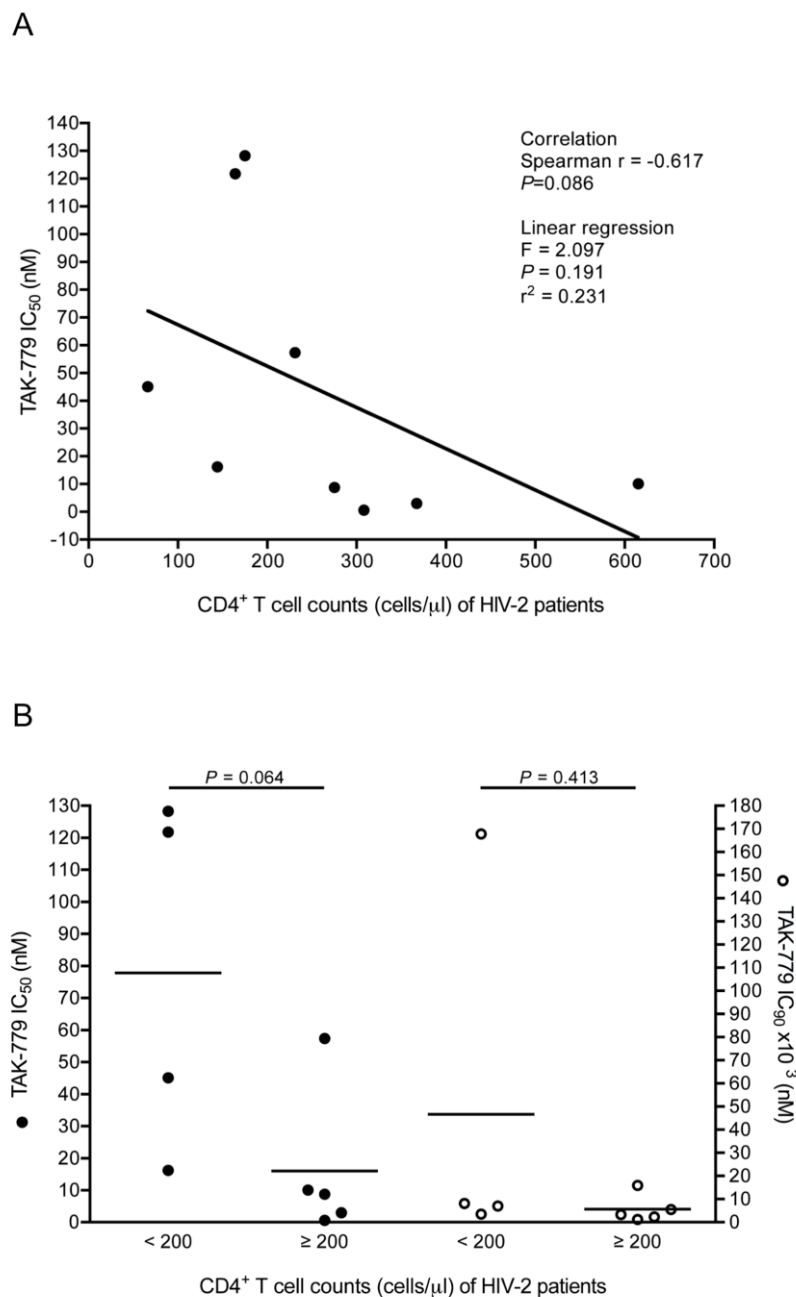 A
Correlation
Spearman r = -0.617
P=0.086
Linear regression
F = 2.097
P = 0.191
r² = 0.231
TAK-779 IC₅₀ (nM)
140
130
120
110
100
90
80
70
60
50
40
30
20
10
0
-10
0 100 200 300 400 500 600 700
CD4⁺ T cell counts (cells/µl) of HIV-2 patients
B
P = 0.064 P = 0.413
TAK-779 IC₅₀ (nM)
130
120
110
100
90
80
70
60
50
40
30
20
10
0
180
170
160
150
140
130
120
110
100
90
80
70
60
50
40
30
20
10
0
TAK-779 IC₉₀ x10³ (nM)
< 200 ≥ 200 < 200 ≥ 200
CD4⁺ T cell counts (cells/µl) of HIV-2 patients